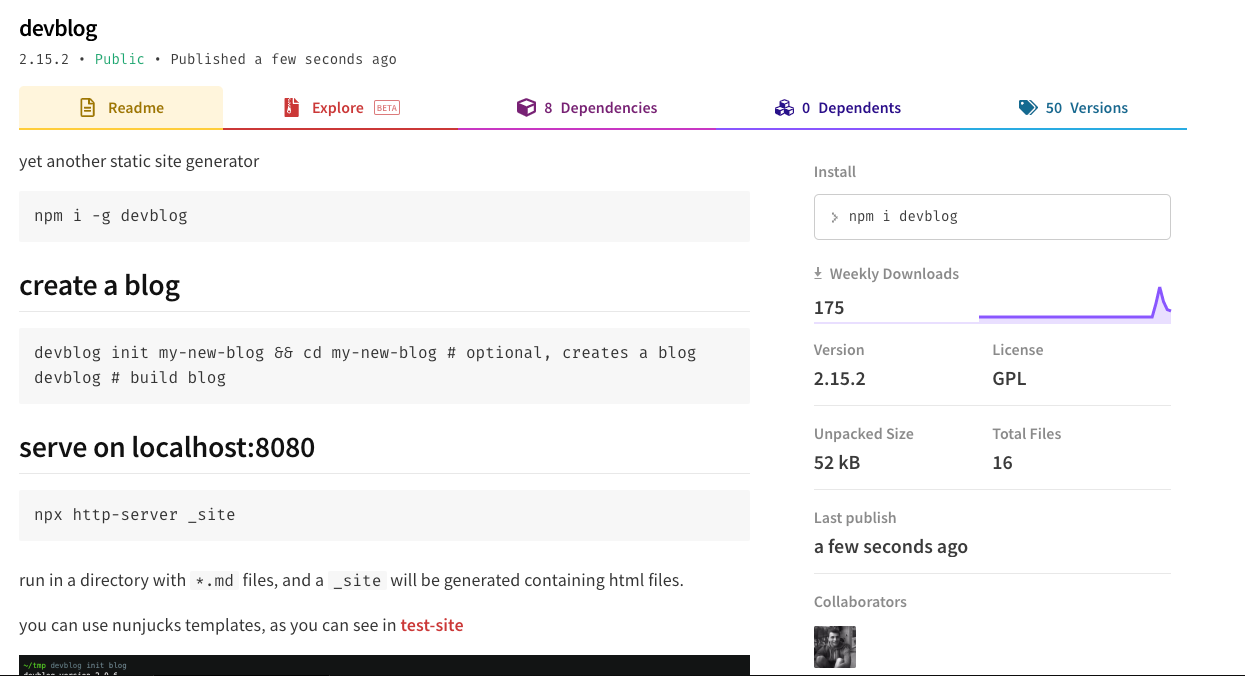 devblog
2.15.2 • Public • Published a few seconds ago
Readme
Explore BETA
8 Dependencies
0 Dependents
50 Versions
yet another static site generator
npm i -g devblog
create a blog
devblog init my-new-blog && cd my-new-blog # optional, creates a blog
devblog # build blog
serve on localhost:8080
npx http-server _site
run in a directory with *.md files, and a _site will be generated containing html files.
you can use nunjucks templates, as you can see in test-site
~/tmp devblog init blog
Install
> npm i devblog
Weekly Downloads
175
Version
2.15.2
License
GPL
Unpacked Size
52 kB
Total Files
16
Last publish
a few seconds ago
Collaborators